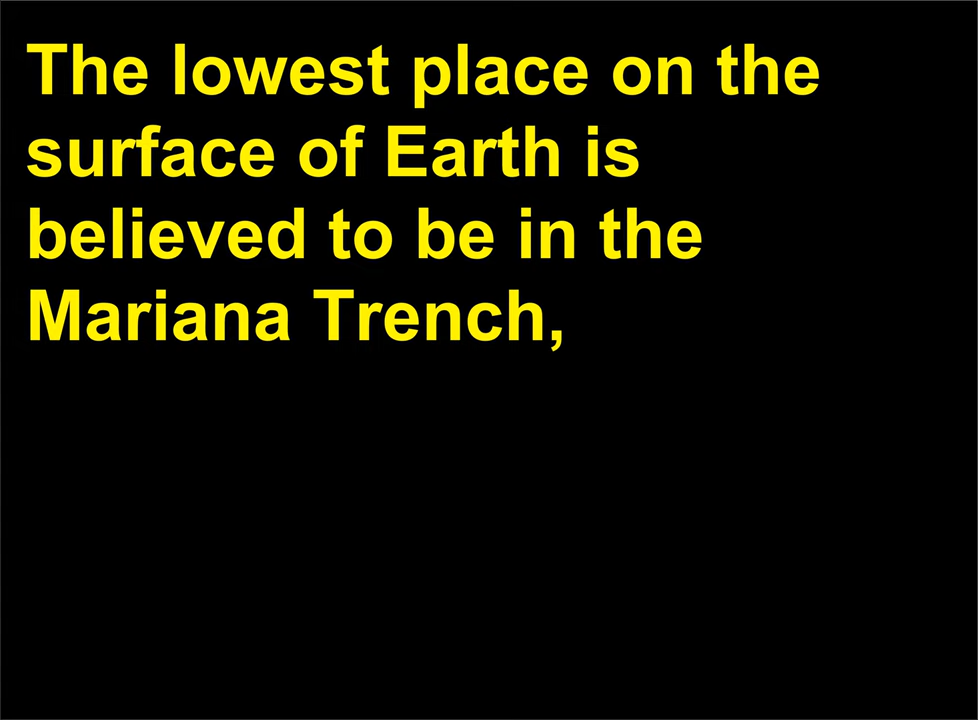 The lowest place on the
surface of Earth is
believed to be in the
Mariana Trench,